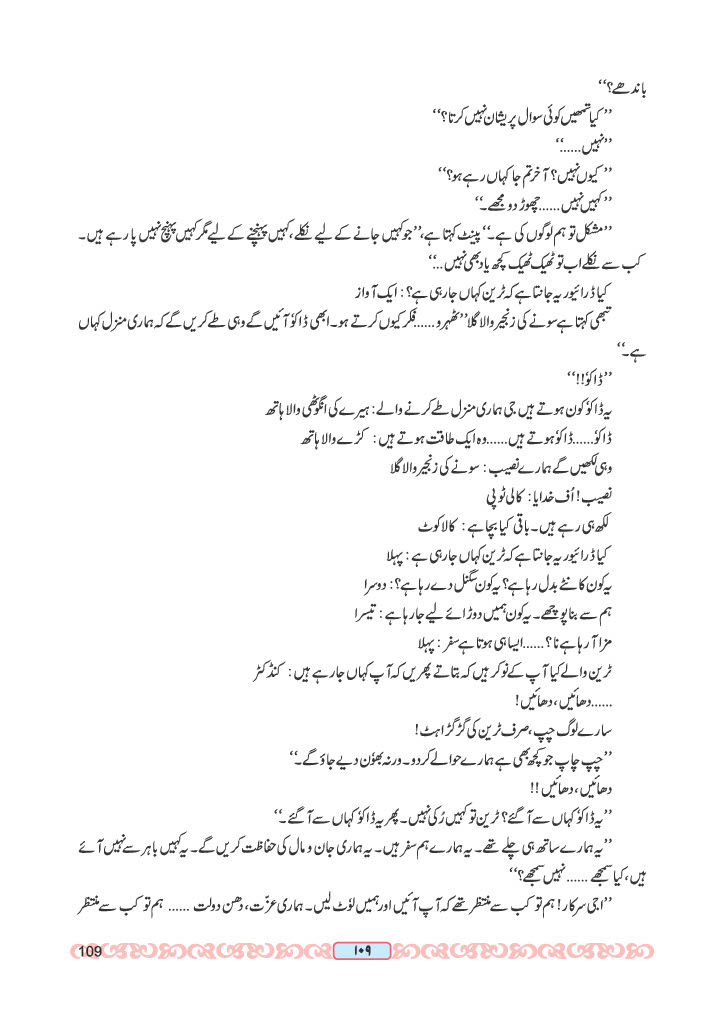 باندھے؟‘‘
’’کیا تمھیں کوئی سوال پریشان نہیں کرتا؟‘‘
’’نہیں......‘‘
’’کیوں نہیں؟ آخر تم جا کہاں رہے ہو؟‘‘
’’کہیں نہیں......چھوڑ دو مجھے۔‘‘
’’مشکل تو ہم لوگوں کی ہے۔‘‘ پینٹ کہتا ہے،’’جو کہیں جانے کے لیے نکلے، کہیں پہنچنے کے لیے مگر کہیں پہنچ نہیں پا رہے ہیں۔
کب سے نکلے اب تو ٹھیک ٹھیک کچھ یاد بھی نہیں...‘‘
کیا ڈرائیور یہ جانتا ہے کہ ٹرین کہاں جا رہی ہے؟ : ایک آواز
تبھی کہتا ہے سونے کی زنجیر والا گلا ’’ٹھہرو......فکر کیوں کرتے ہو۔ ابھی ڈاکوٗ آئیں گے وہی طے کریں گے کہ ہماری منزل کہاں
ہے۔‘‘
’’ڈاکوٗ!!‘‘
یہ ڈاکوٗ کون ہوتے ہیں جی ہماری منزل طے کرنے والے : ہیرے کی انگوٹھی والا ہاتھ
ڈاکوٗ......ڈاکوٗ ہوتے ہیں......وہ ایک طاقت ہوتے ہیں : کڑے والا ہاتھ
وہی لکھیں گے ہمارے نصیب : سونے کی زنجیر والا گلا
نصیب! اُف خدایا : کالی ٹوپی
لکھ ہی رہے ہیں۔ باقی کیا بچا ہے : کالا کوٹ
کیا ڈرائیور یہ جانتا ہے کہ ٹرین کہاں جا رہی ہے : پہلا
یہ کون کانٹے بدل رہا ہے؟ یہ کون سگنل دے رہا ہے؟ : دوسرا
ہم سے بنا پوچھے۔ یہ کون ہمیں دوڑائے لیے جا رہا ہے : تیسرا
مزا آ رہا ہے نا؟......ایسا ہی ہوتا ہے سفر : پہلا
ٹرین والے کیا آپ کے نوکر ہیں کہ بتاتے پھریں کہ آپ کہاں جا رہے ہیں : کنڈکٹر
......دھائیں، دھائیں!
سارے لوگ چپ، صرف ٹرین کی گڑگڑاہٹ!
’’چپ چاپ جو کچھ بھی ہے ہمارے حوالے کردو۔ ورنہ بھوٗن دیے جاؤ گے۔‘‘
دھائیں، دھائیں !!
’’یہ ڈاکوٗ کہاں سے آگئے؟ ٹرین تو کہیں رُکی نہیں۔ پھر یہ ڈاکوٗ کہاں سے آگئے۔‘‘
’’یہ ہمارے ساتھ ہی چلے تھے۔ یہ ہمارے ہم سفر ہیں۔ یہ ہماری جان و مال کی حفاظت کریں گے۔ یہ کہیں باہر سے نہیں آئے
ہیں، کیا سمجھے ...... نہیں سمجھے؟‘‘
’’اجی سرکار! ہم تو کب سے منتظر تھے کہ آپ آئیں اور ہمیں لوٗٹ لیں۔ ہماری عزّت، دھن دولت ...... ہم تو کب سے منتظر
109
۱۰۹